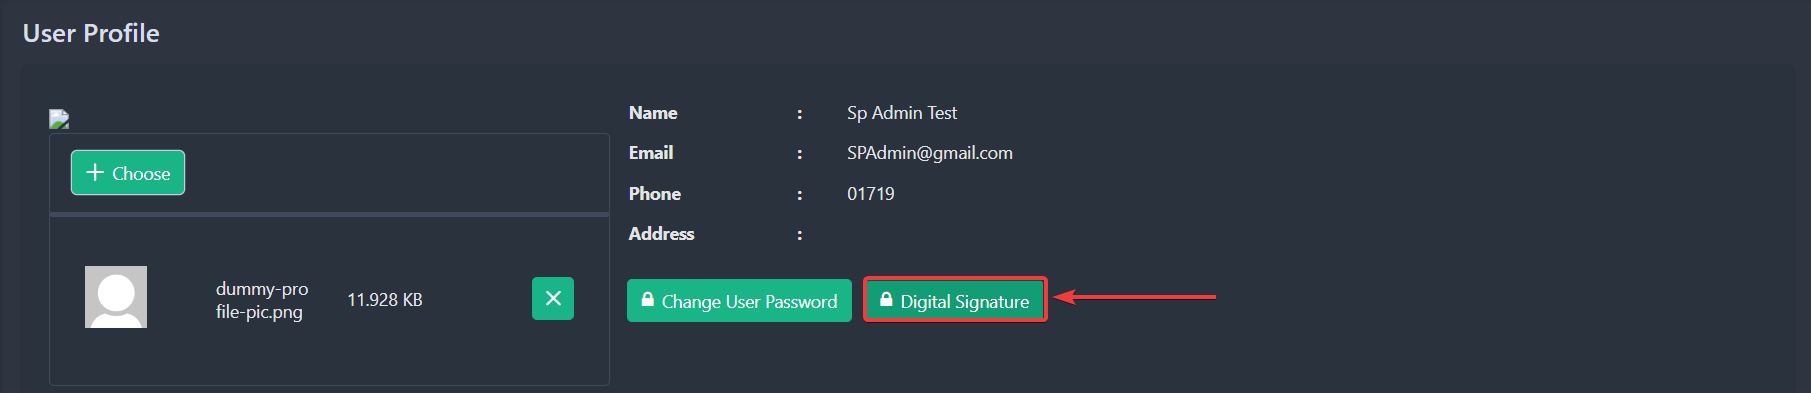 User Profile
Name : Sp Admin Test
Email : SPAdmin@gmail.com
Phone : 01719
Address :
Choose
dummy-pro
file-pic.png
11.928 KB
Change User Password
Digital Signature